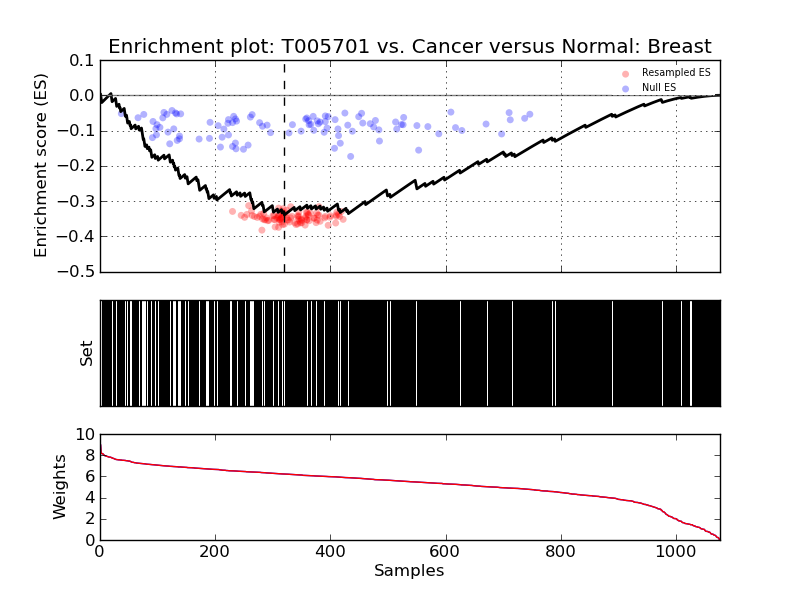 Enrichment plot: T005701 vs. Cancer versus Normal: Breast
Enrichment score (ES)
0.1
0.0
−0.1
−0.2
−0.3
−0.4
−0.5
Resampled ES
Null ES
Set
Weights
10
8
6
4
2
0
0 200 400 600 800 1000
Samples